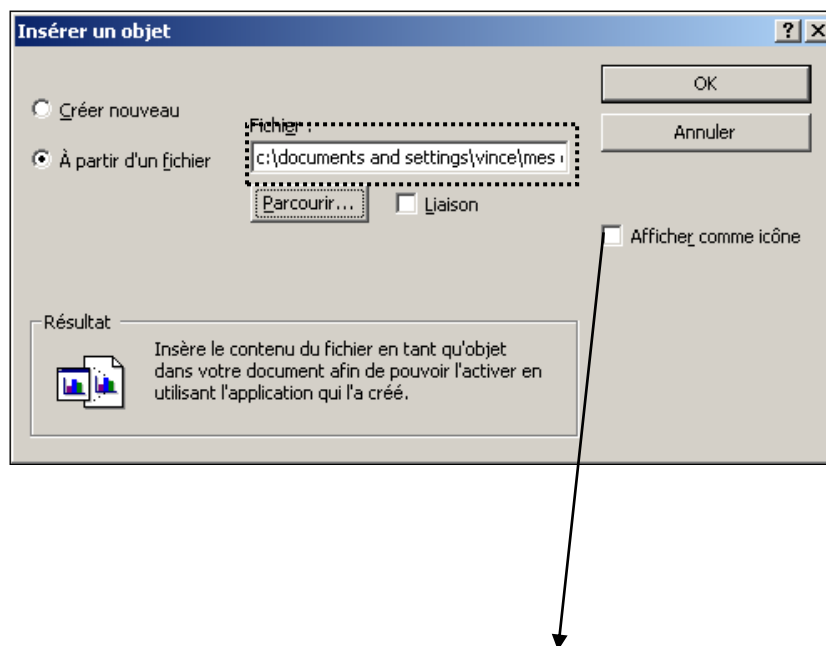 Insérer un objet
OK
Créer nouveau
Fichier :
Annuler
À partir d'un fichier
c:\documents and settings\vince\mes
Parcourir...
Liaison
Afficher comme icône
Résultat
Insère le contenu du fichier en tant qu'objet
dans votre document afin de pouvoir l'activer en
utilisant l'application qui l'a créé.